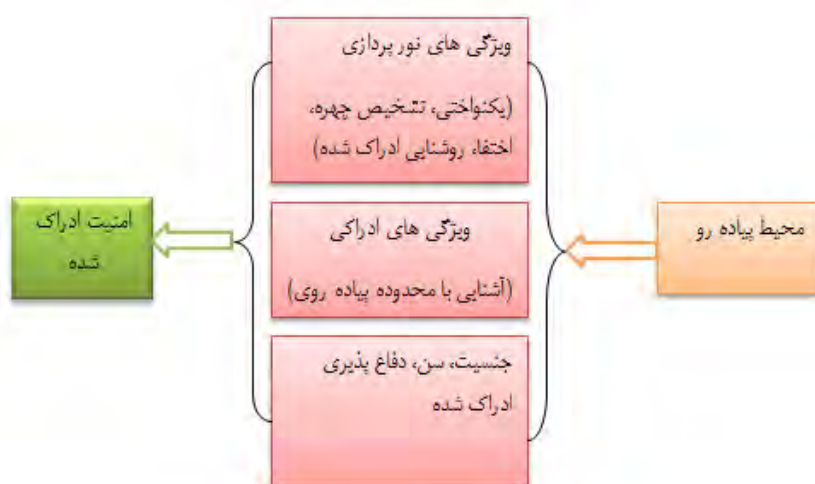 ویژگی های نور پردازی
(یکنواختی، تشخیص چهره،
اختفا، روشنایی ادراک شده)
محیط پیاده رو
ویژگی های ادراکی
(آشنایی با محدوده پیاده روی)
امنیت ادراک
شده
جنسیت، سن، دفاع پذیری
ادراک شده